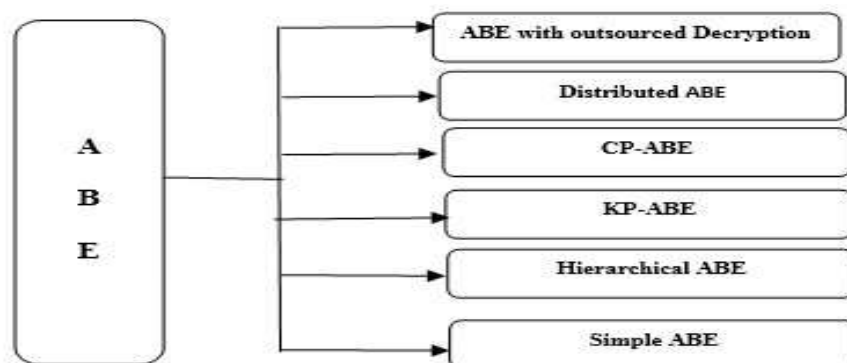 A
B
E
ABE with outsourced Decryption
Distributed ABE
CP-ABE
KP-ABE
Hierarchical ABE
Simple ABE